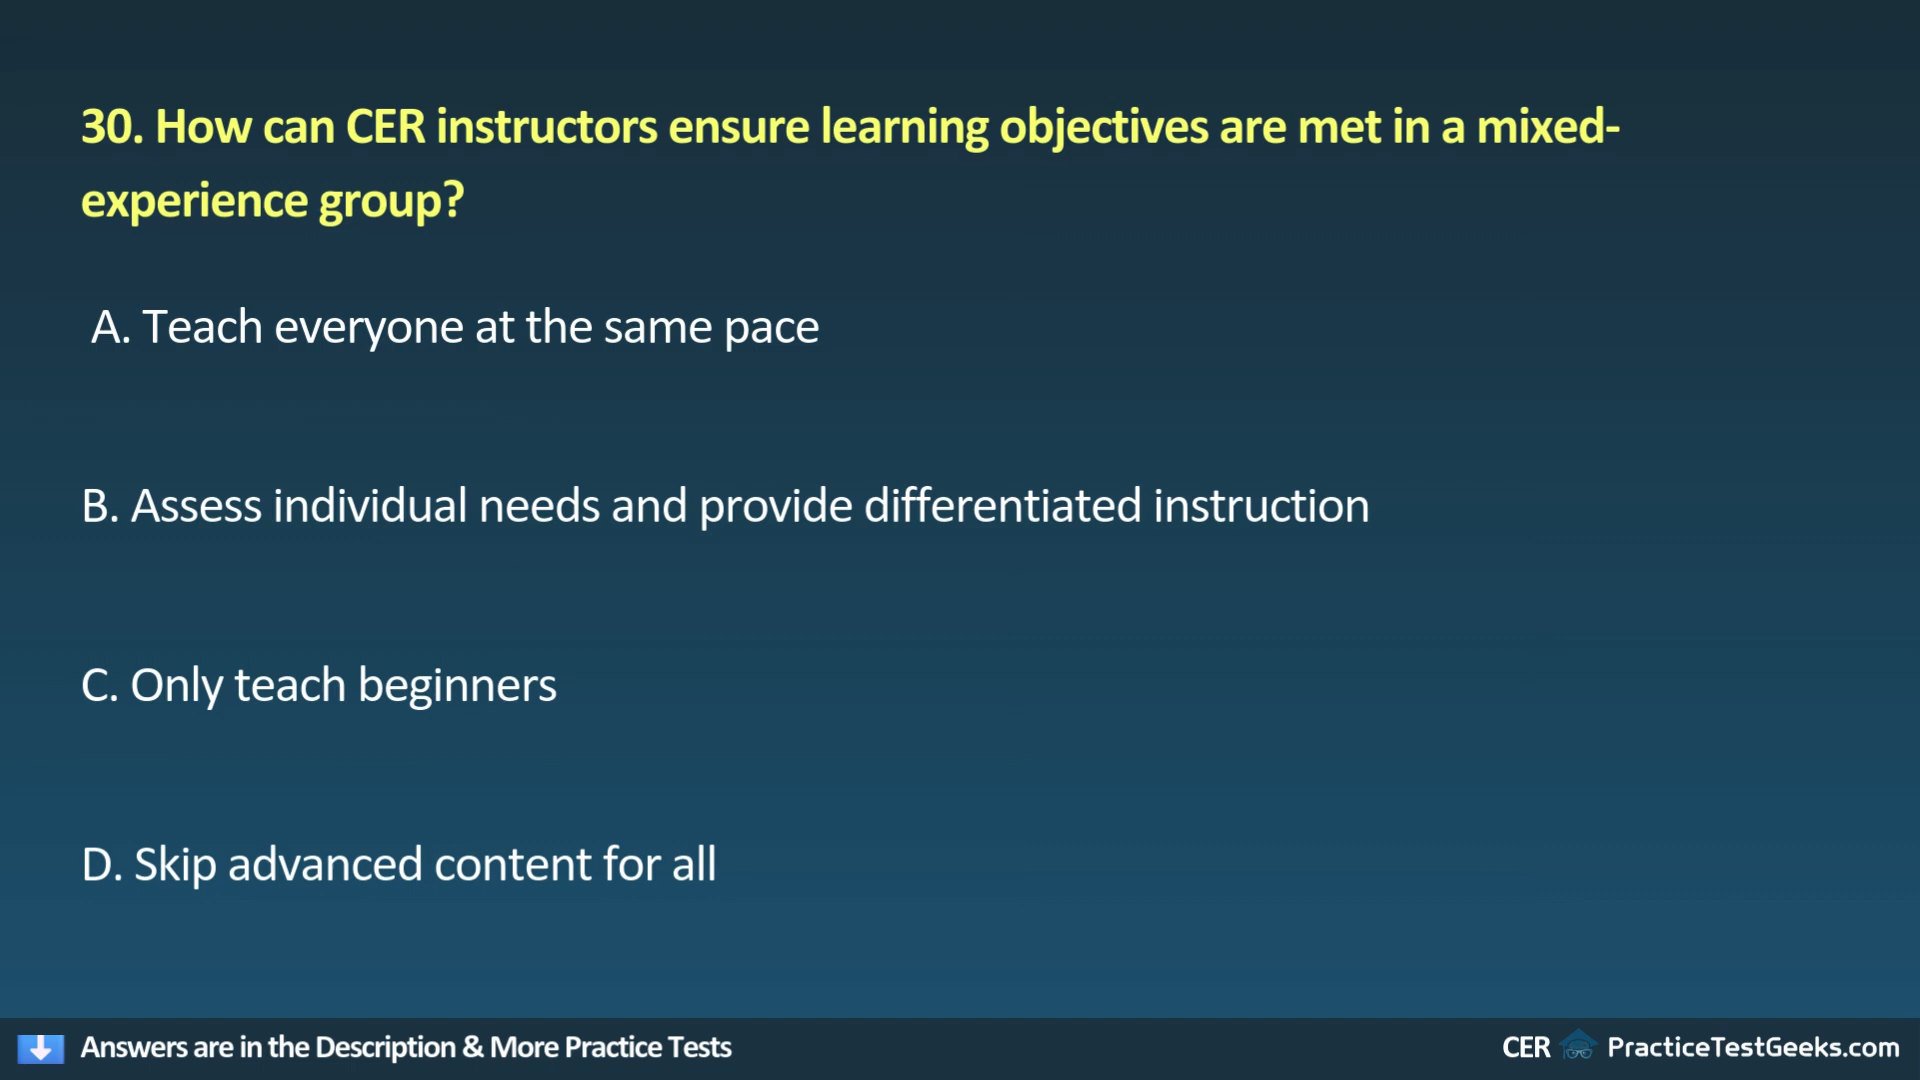 30. How can CER instructors ensure learning objectives are met in a mixed-
experience group?
A. Teach everyone at the same pace
B. Assess individual needs and provide differentiated instruction
C. Only teach beginners
D. Skip advanced content for all
Answers are in the Description & More Practice Tests
CER PracticeTestGeeks.com